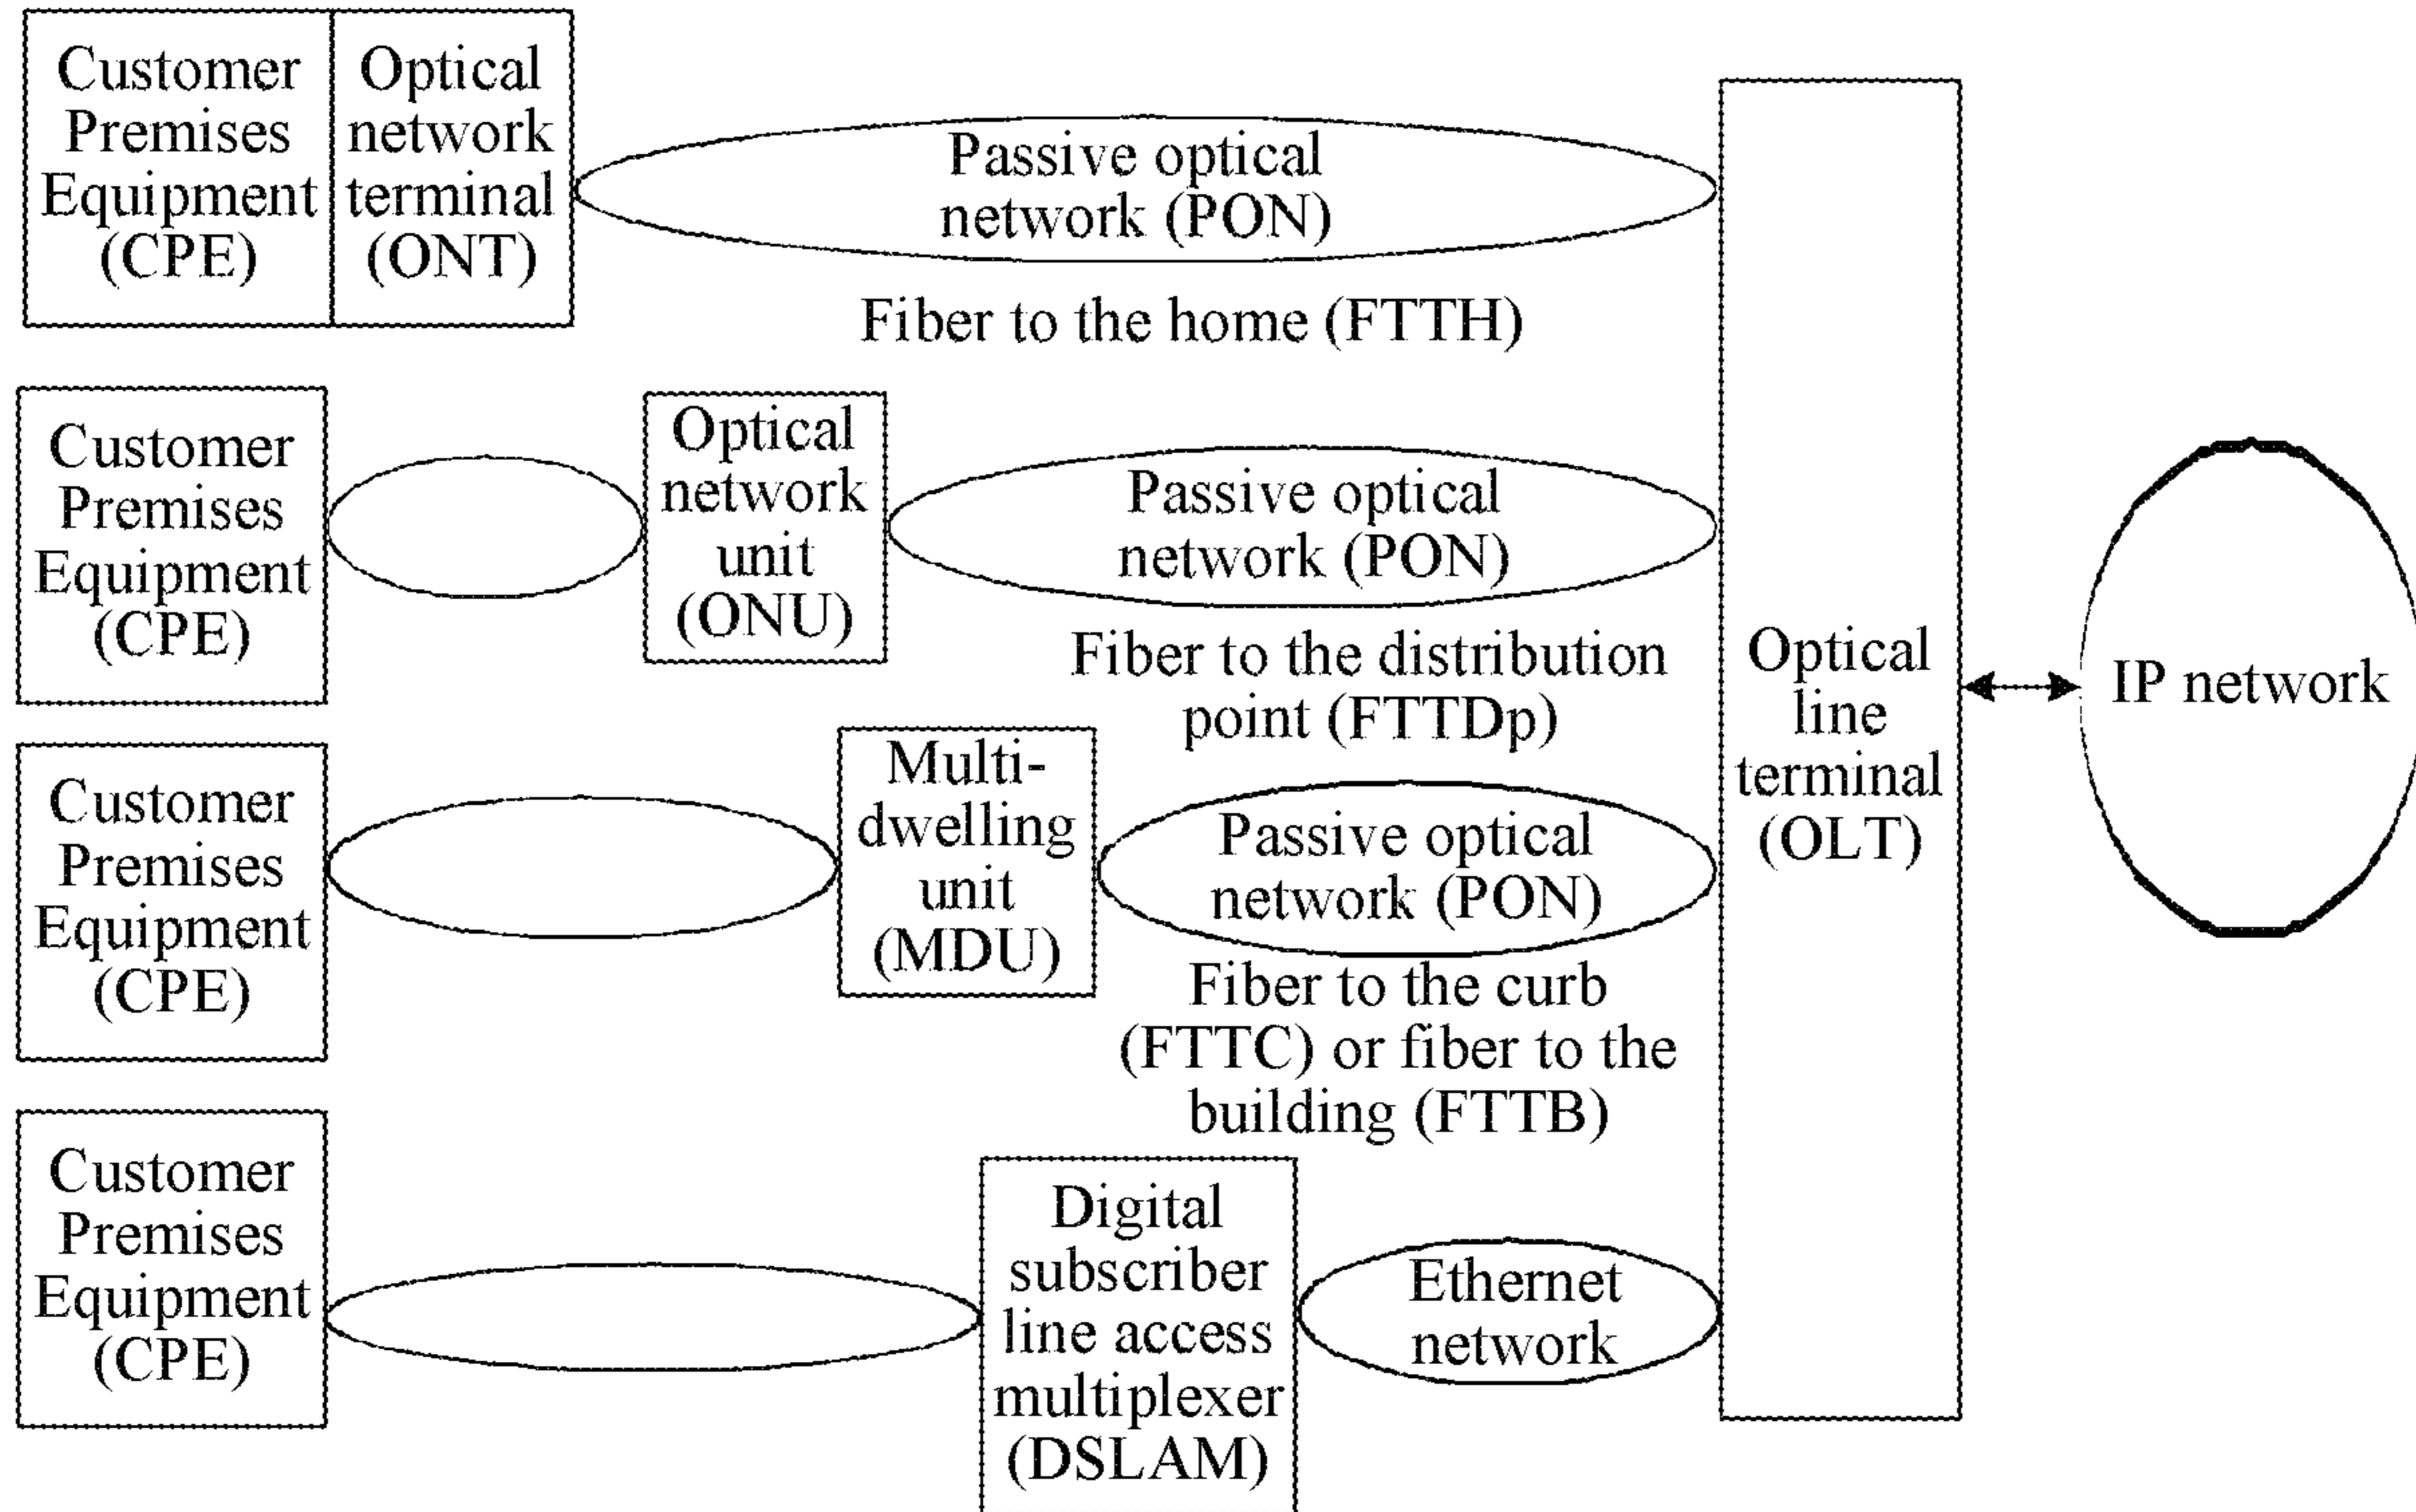 Customer
Premises
Equipment
(CPE)
Optical
network
terminal
(ONT)
Passive optical
network (PON)
Fiber to the home (FTTH)
Customer
Premises
Equipment
(CPE)
Optical
network
unit
(ONU)
Passive optical
network (PON)
Fiber to the distribution
point (FTTDp)
Customer
Premises
Equipment
(CPE)
Multi-
dwelling
unit
(MDU)
Passive optical
network (PON)
Fiber to the curb
(FTTC) or fiber to the
building (FTTB)
Customer
Premises
Equipment
(CPE)
Digital
subscriber
line access
multiplexer
(DSLAM)
Ethernet
network
Optical
line
terminal
(OLT)
IP network